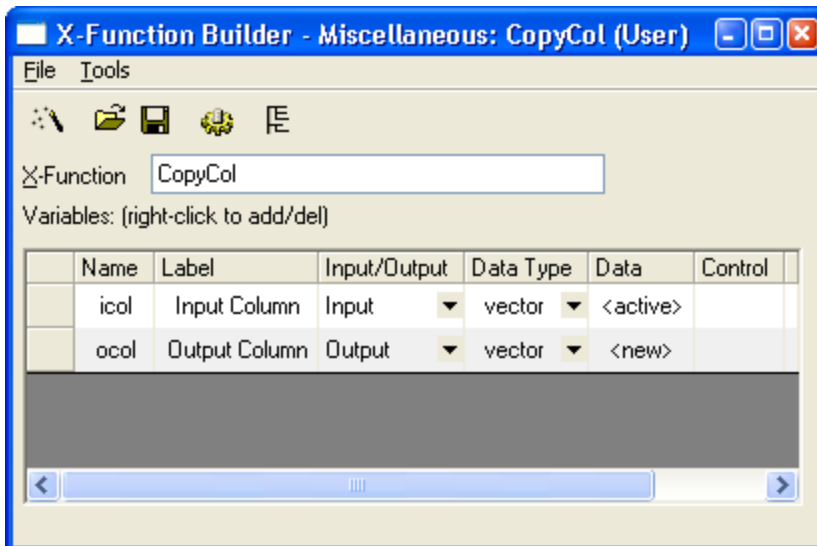 X-Function Builder - Miscellaneous: CopyCol (User)
File Tools
X-Function CopyCol
Variables: (right-click to add/del)
Name Label Input/Output Data Type Data Control
icol Input Column Input vector <active>
ocol Output Column Output vector <new>